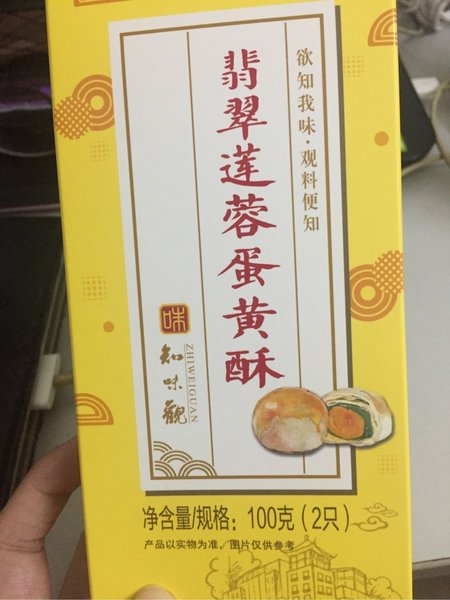 欲知我味·观料便知
翡翠莲蓉蛋黄酥
味
知味觀
ZHIWEIGUAN
净含量/规格：100克（2只）
产品以实物为准，图片仅供参考